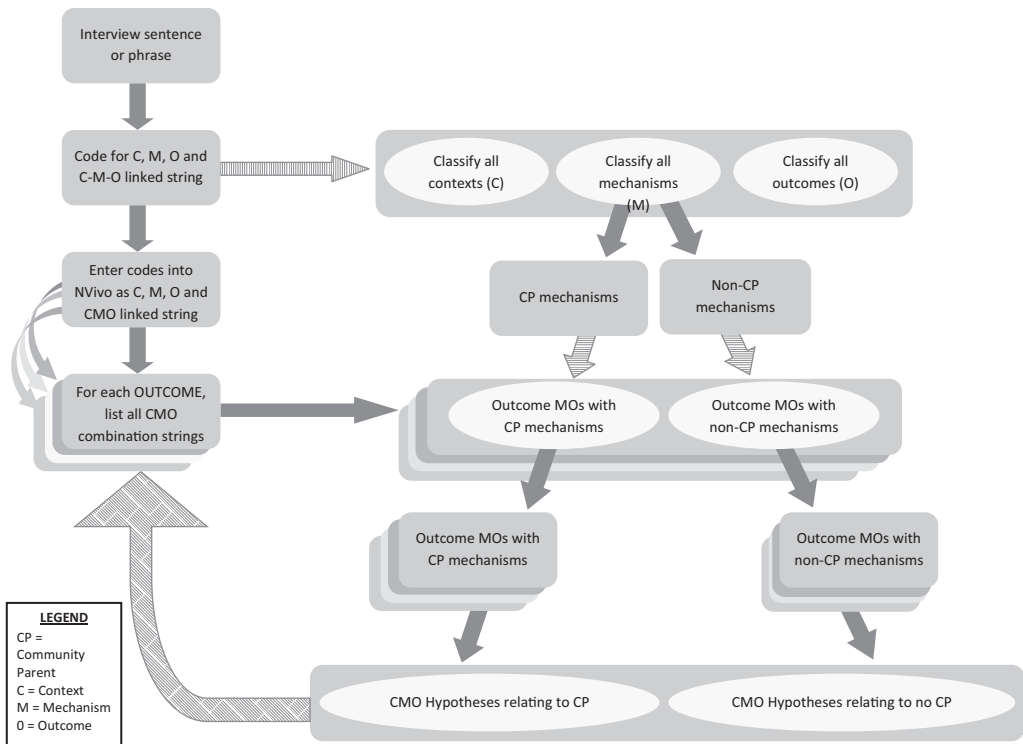 Interview sentence
or phrase
Code for C, M, O and
C-M-O linked string
Classify all
contexts (C)
Classify all
mechanisms
(M)
Classify all
outcomes (O)
Enter codes into
NVivo as C, M, O and
CMO linked string
CP mechanisms
Non-CP
mechanisms
For each OUTCOME,
list all CMO
combination strings
Outcome MOs with
CP mechanisms
Outcome MOs with
non-CP mechanisms
Outcome MOs with
CP mechanisms
Outcome MOs with
non-CP mechanisms
LEGEND
CP =
Community
Parent
C = Context
M = Mechanism
0 = Outcome
CMO Hypotheses relating to CP
CMO Hypotheses relating to no CP